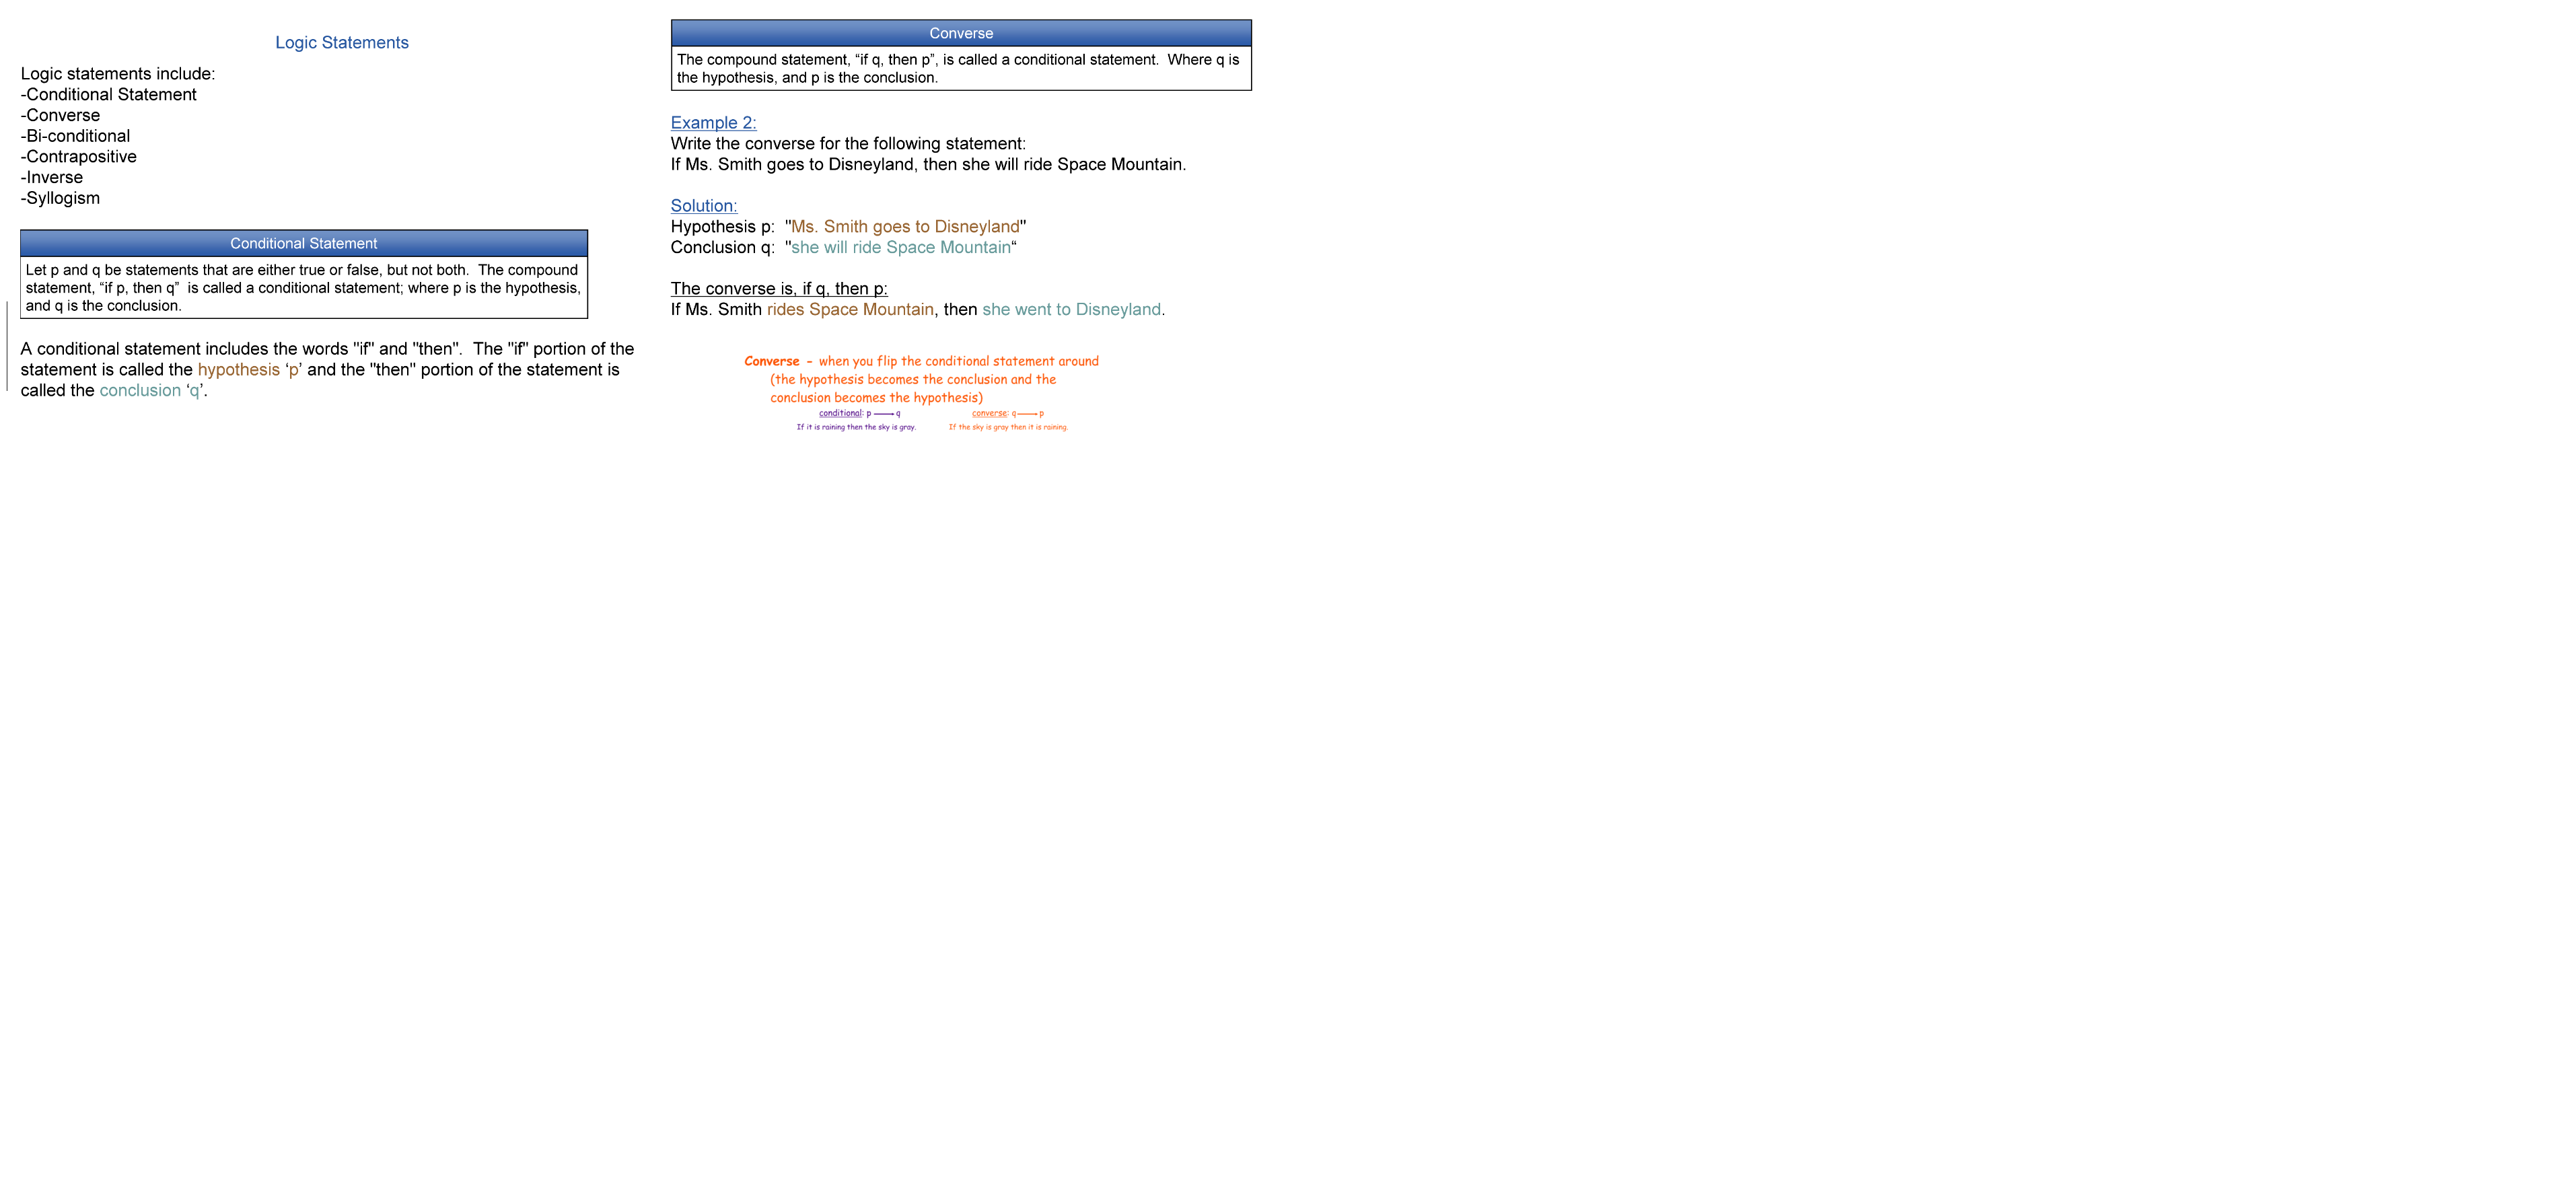 Logic Statements
Logic statements include:
-Conditional Statement
-Converse
-Bi-conditional
-Contrapositive
-Inverse
-Syllogism
Conditional Statement
Let p and q be statements that are either true or false, but not both. The compound
statement, “if p, then q” is called a conditional statement; where p is the hypothesis,
and q is the conclusion.
A conditional statement includes the words "if" and "then". The "if" portion of the
statement is called the hypothesis ‘p’ and the "then" portion of the statement is
called the conclusion ‘q’.
Converse
The compound statement, “if q, then p”, is called a conditional statement. Where q is
the hypothesis, and p is the conclusion.
Example 2:
Write the converse for the following statement:
If Ms. Smith goes to Disneyland, then she will ride Space Mountain.
Solution:
Hypothesis p: "Ms. Smith goes to Disneyland"
Conclusion q: "she will ride Space Mountain“
The converse is, if q, then p:
If Ms. Smith rides Space Mountain, then she went to Disneyland.
Converse - when you flip the conditional statement around
(the hypothesis becomes the conclusion and the
conclusion becomes the hypothesis)
conditional: p ⟶ q converse: q ⟶ p
If it is raining then the sky is gray. If the sky is gray then it is raining.